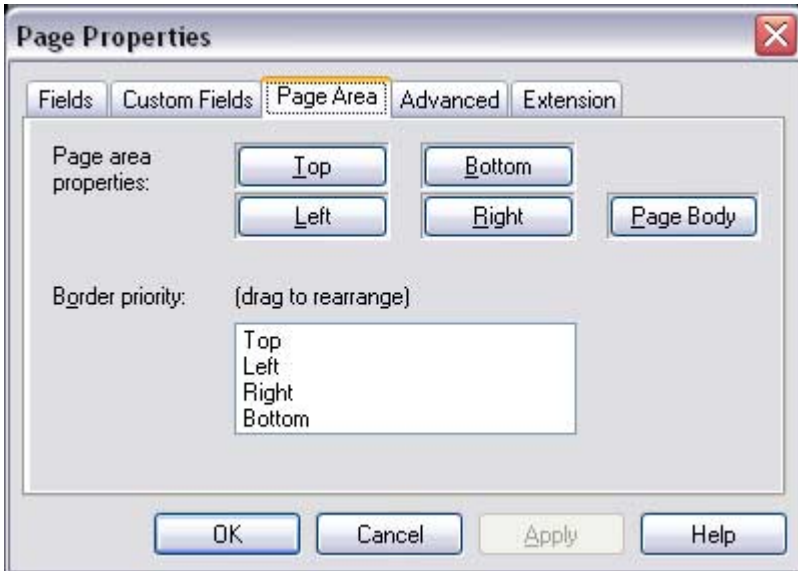 Page Properties
Fields Custom Fields Page Area Advanced Extension
Page area properties:
Top Bottom
Left Right Page Body
Border priority: (drag to rearrange)
Top
Left
Right
Bottom
OK Cancel Apply Help